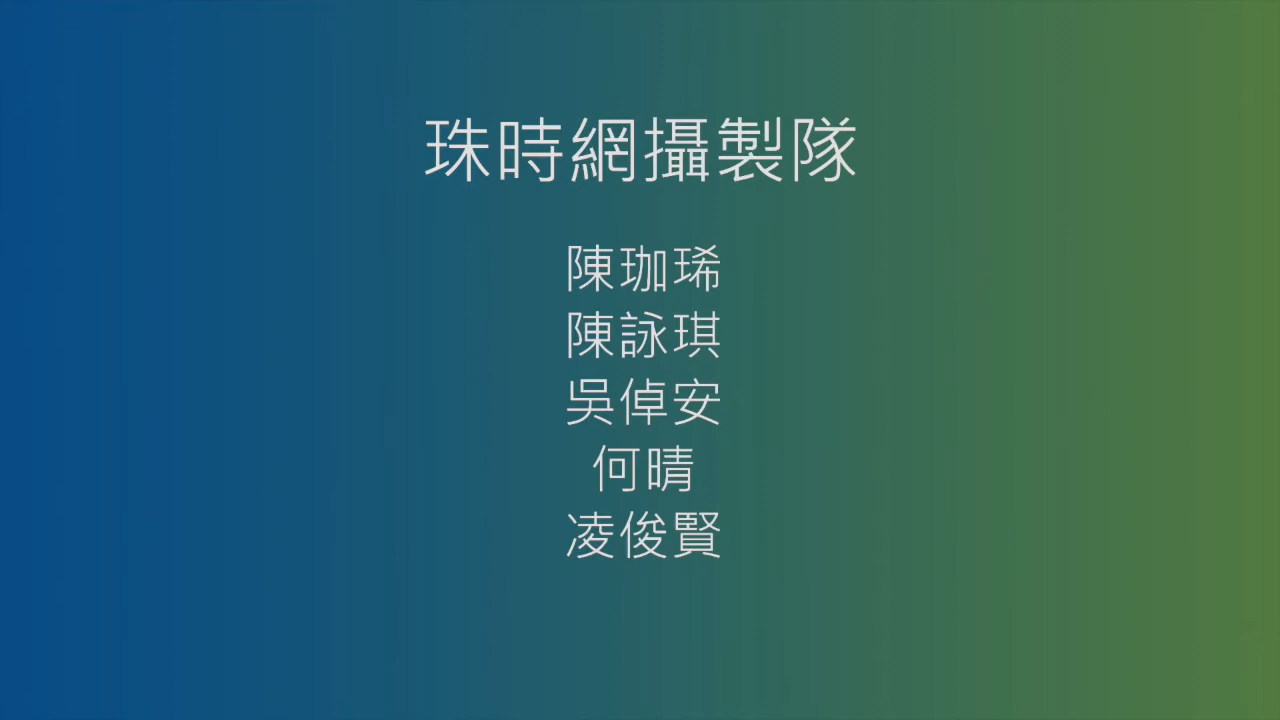 珠時網攝製隊
陳珈琋
陳詠琪
吳倬安
何晴
凌俊賢